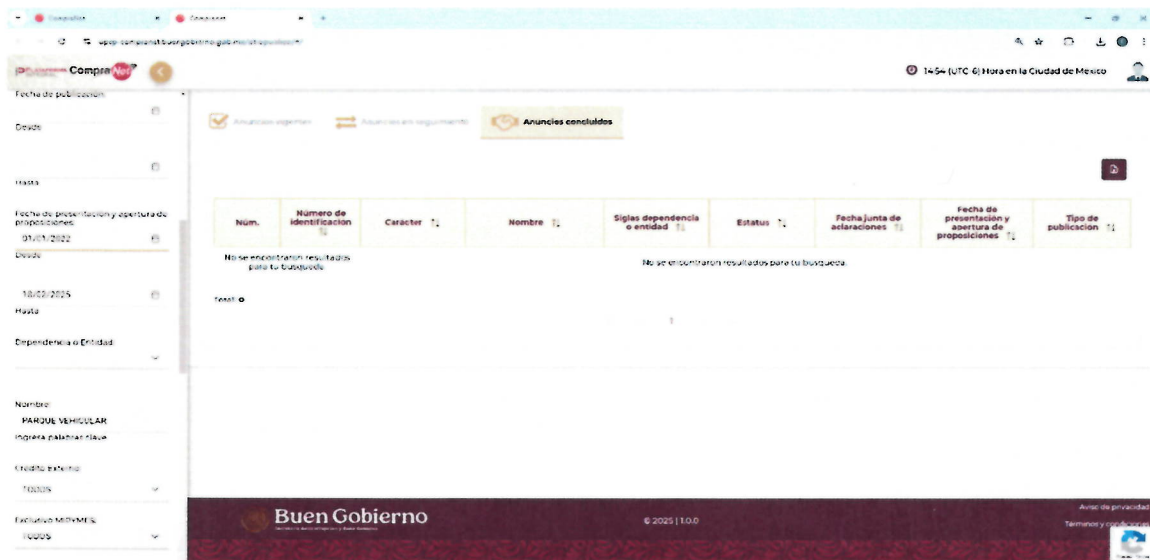 CompraNet
Compranet
CompraNet
14:54 (UTC-6) Hora en la Ciudad de México
Fecha de publicación:
Desde
Hasta
Fecha de presentación y apertura de
proposiciones:
01/01/2022
Desde
18/02/2025
Hasta
Dependencia o Entidad:
Nombre:
PARQUE VEHICULAR
Ingresa palabras clave
Crédito Externo:
TODOS
Exclusivo MIPYMES:
TODOS
Anuncios vigentes
Anuncios en seguimiento
Anuncios concluidos
Núm.
Número de
identificación
Carácter
Nombre
Siglas dependencia
o entidad
Estatus
Fecha junta de
aclaraciones
Fecha de
presentación y
apertura de
proposiciones
Tipo de
publicación
No se encontraron resultados
para tu búsqueda.
No se encontraron resultados para tu búsqueda.
Total: 0
1
Buen Gobierno
© 2025 | 1.0.0
Aviso de privacidad
Términos y condiciones